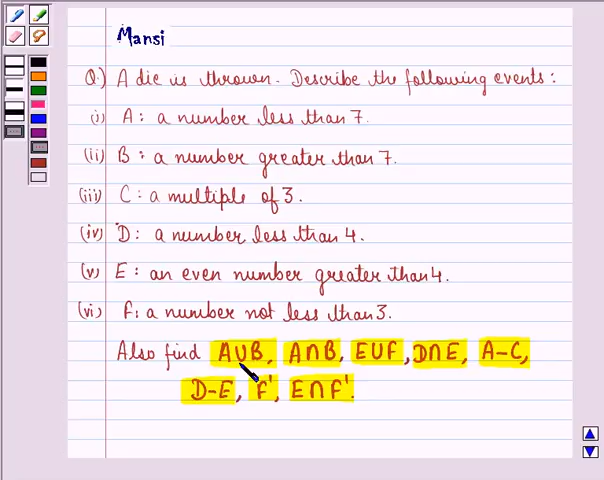 Mansi
Q.) A die is thrown. Describe the following events:
(i) A: a number less than 7.
(ii) B: a number greater than 7.
(iii) C: a multiple of 3.
(iv) D: a number less than 4.
(v) E: an even number greater than 4.
(vi) F: a number not less than 3.
Also find A∪B, A∩B, E∪F, D∩E, A-C,
D-E, F', E∩F'.